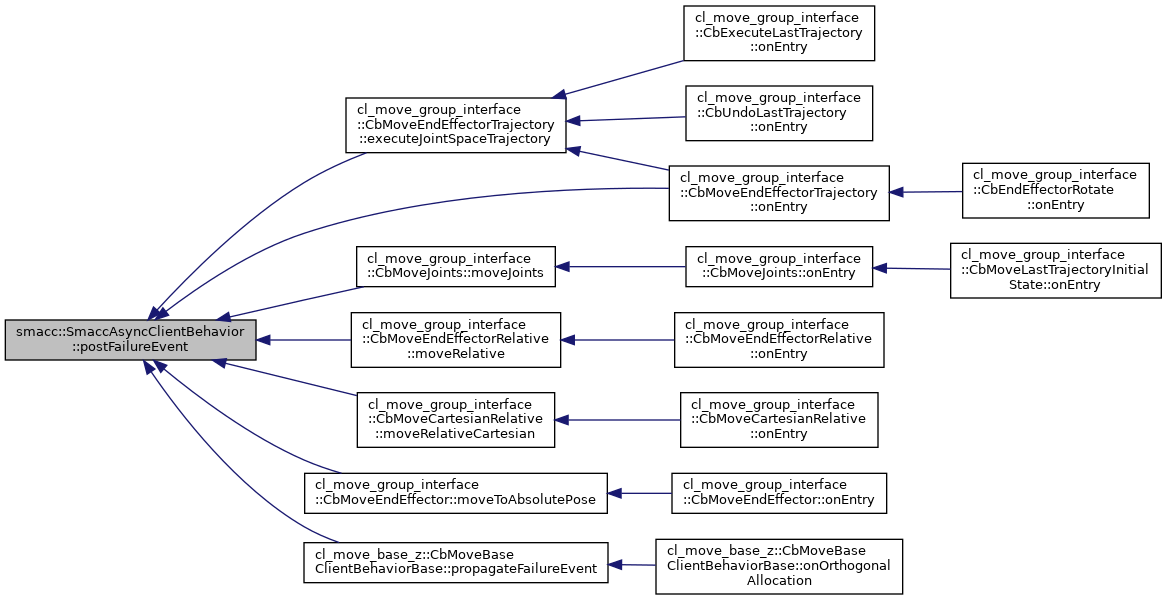 cl_move_group_interface
::CbExecuteLastTrajectory
::onEntry
cl_move_group_interface
::CbUndoLastTrajectory
::onEntry
cl_move_group_interface
::CbMoveEndEffectorTrajectory
::executeJointSpaceTrajectory
cl_move_group_interface
::CbMoveEndEffectorTrajectory
::onEntry
cl_move_group_interface
::CbEndEffectorRotate
::onEntry
cl_move_group_interface
::CbMoveJoints::moveJoints
cl_move_group_interface
::CbMoveJoints::onEntry
cl_move_group_interface
::CbMoveLastTrajectoryInitial
State::onEntry
smacc::SmaccAsyncClientBehavior
::postFailureEvent
cl_move_group_interface
::CbMoveEndEffectorRelative
::moveRelative
cl_move_group_interface
::CbMoveEndEffectorRelative
::onEntry
cl_move_group_interface
::CbMoveCartesianRelative
::moveRelativeCartesian
cl_move_group_interface
::CbMoveCartesianRelative
::onEntry
cl_move_group_interface
::CbMoveEndEffector::moveToAbsolutePose
cl_move_group_interface
::CbMoveEndEffector::onEntry
cl_move_base_z::CbMoveBase
ClientBehaviorBase::propagateFailureEvent
cl_move_base_z::CbMoveBase
ClientBehaviorBase::onOrthogonal
Allocation